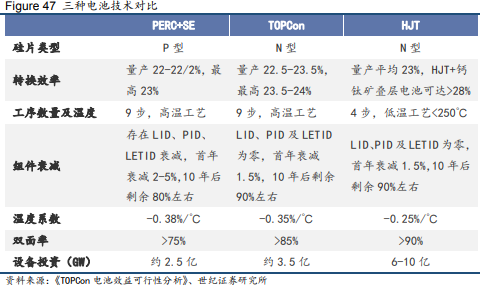 Figure 47 三种电池技术对比
PERC+SE TOPCon HJT
硅片类型 P 型 N 型 N 型
转换效率 量产 22-22/2%，最高 23% 量产 22.5-23.5%，最高 23.5-24% 量产平均 23%，HJT+钙钛矿叠层电池可达>28%
工序数量及温度 9 步，高温工艺 9 步，高温工艺 4 步，低温工艺<250℃
组件衰减 存在 LID、PID、LETID 衰减，首年衰减 2-5%，10 年后剩余 80%左右 LID、PID 及 LETID 为零，首年衰减 1.5%，10 年后剩余 90%左右 LID、PID 及 LETID 为零，首年衰减 1.5%，10 年后剩余 90%左右
温度系数 -0.38%/℃ -0.35%/℃ -0.25%/℃
双面率 >75% >85% >90%
设备投资（GW） 约 2.5 亿 约 3.5 亿 6-10 亿
资料来源：《TOPCon 电池效益可行性分析》、世纪证券研究所